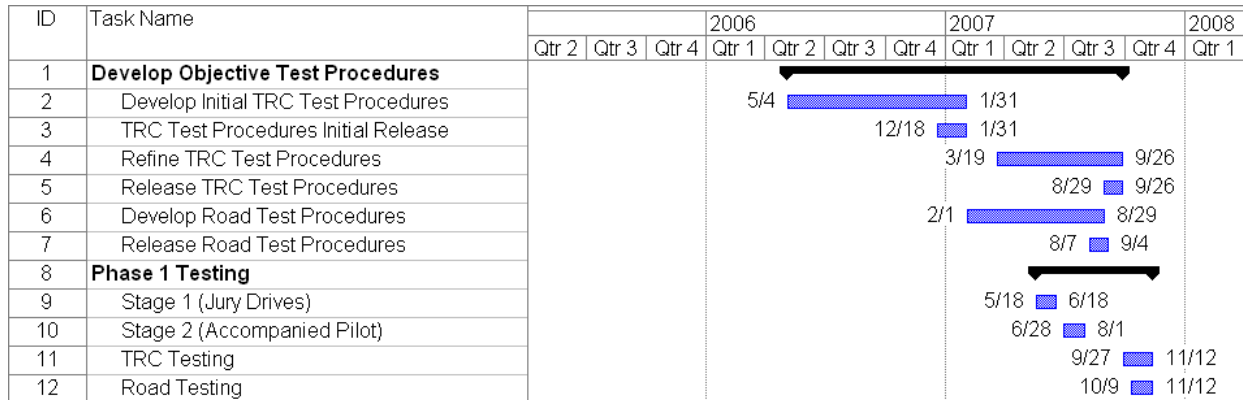 ID Task Name 2006 2007 2008
Qtr 2 Qtr 3 Qtr 4 Qtr 1 Qtr 2 Qtr 3 Qtr 4 Qtr 1 Qtr 2 Qtr 3 Qtr 4 Qtr 1
1 Develop Objective Test Procedures
2 Develop Initial TRC Test Procedures 5/4 1/31
3 TRC Test Procedures Initial Release 12/18 1/31
4 Refine TRC Test Procedures 3/19 9/26
5 Release TRC Test Procedures 8/29 9/26
6 Develop Road Test Procedures 2/1 8/29
7 Release Road Test Procedures 8/7 9/4
8 Phase 1 Testing
9 Stage 1 (Jury Drives) 5/18 6/18
10 Stage 2 (Accompanied Pilot) 6/28 8/1
11 TRC Testing 9/27 11/12
12 Road Testing 10/9 11/12